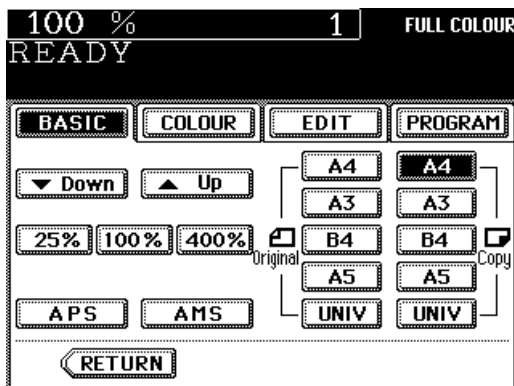 100 % 1 FULL COLOUR
READY
BASIC COLOUR EDIT PROGRAM
A4 A4
Down Up
A3 A3
25% 100% 400% B4 B4
Original Copy
A5 A5
APS AMS UNIV UNIV
RETURN